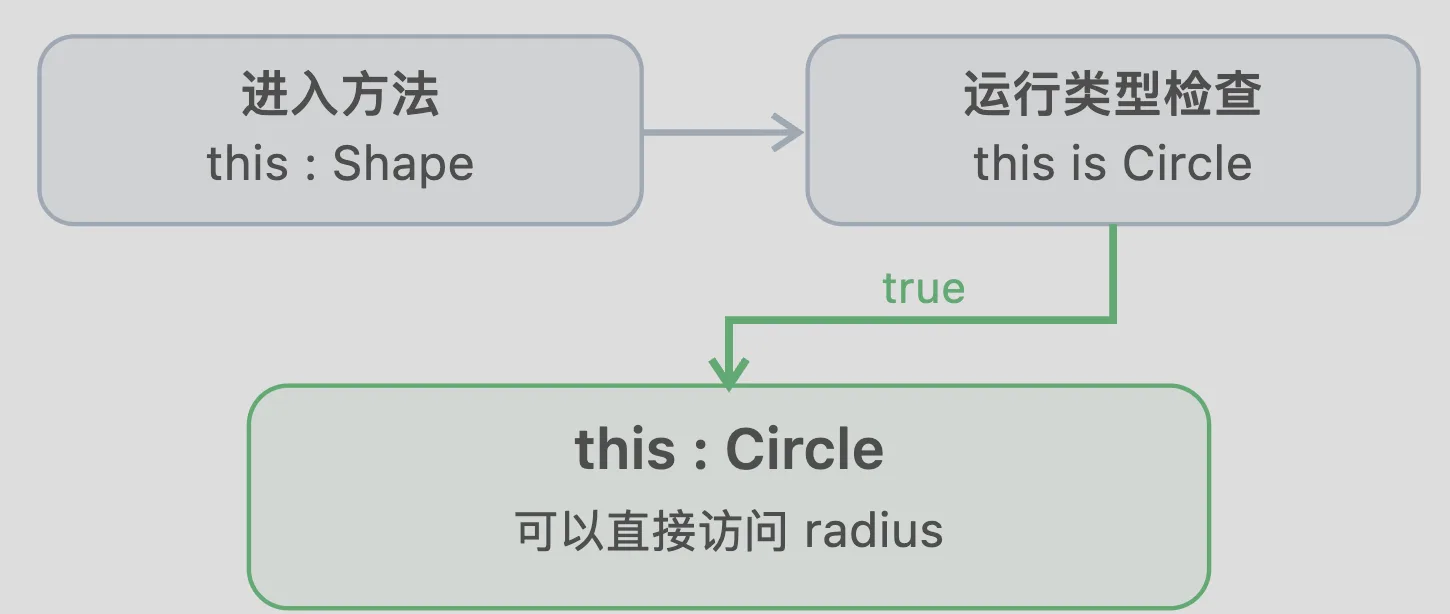 进入方法
this : Shape
运行类型检查
this is Circle
true
this : Circle
可以直接访问 radius